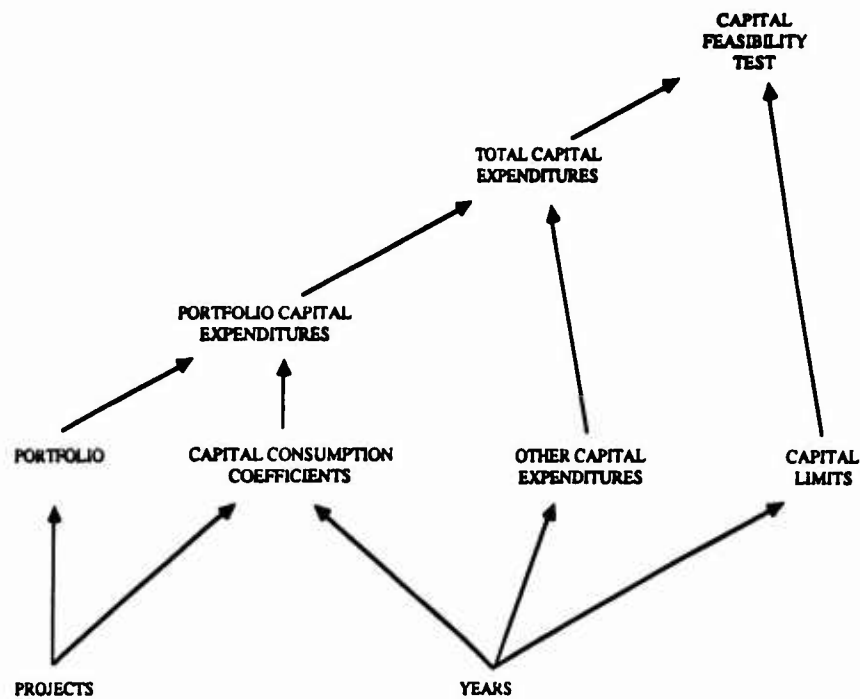 CAPITAL
FEASIBILITY
TEST
TOTAL CAPITAL
EXPENDITURES
PORTFOLIO CAPITAL
EXPENDITURES
PORTFOLIO
CAPITAL CONSUMPTION
COEFFICIENTS
OTHER CAPITAL
EXPENDITURES
CAPITAL
LIMITS
PROJECTS
YEARS